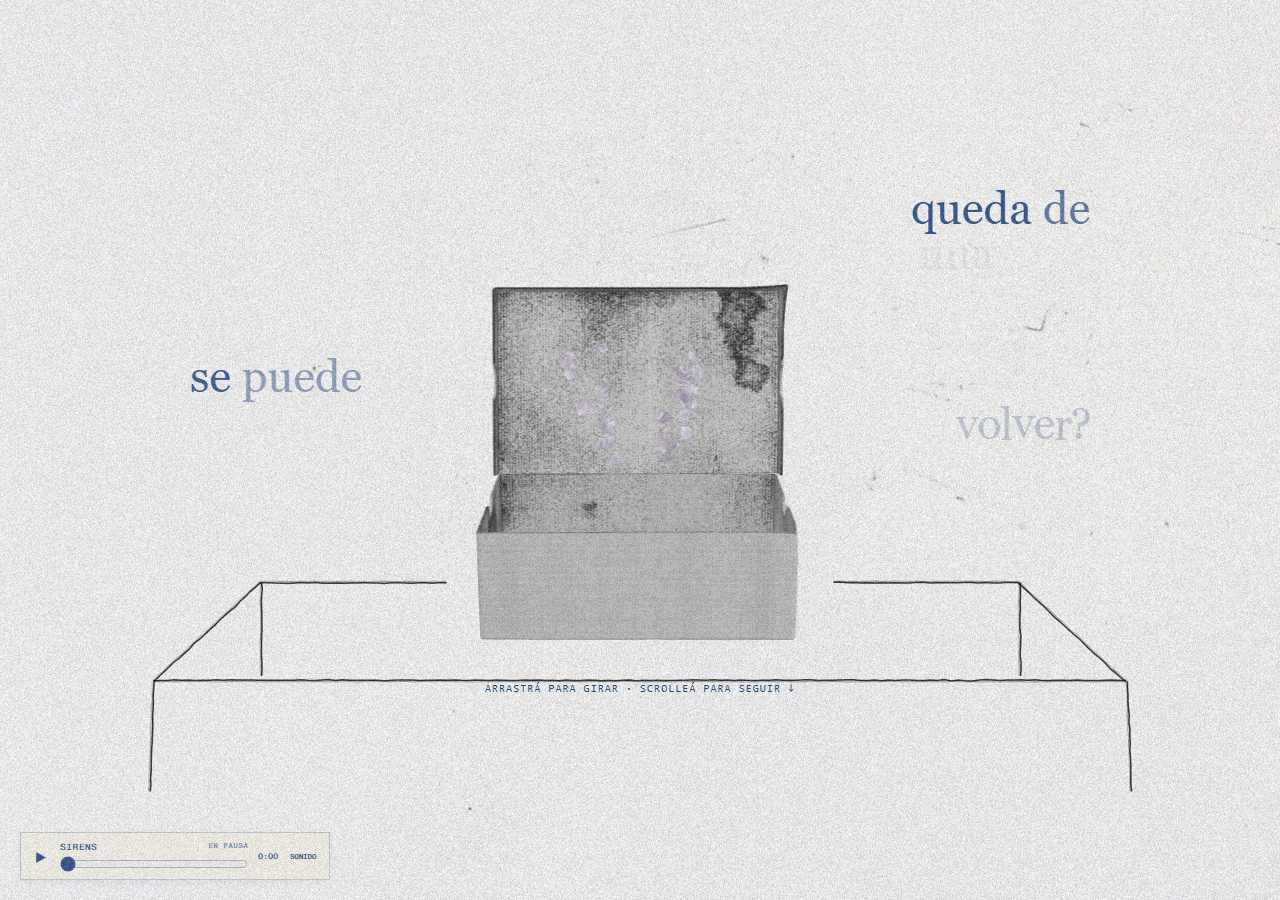 queda de
se puede
volver?
ARRASTRÁ PARA GIRAR · SCROLLEÁ PARA SEGUIR ↓
SIRENS
EN PAUSA
0:00
SONIDO